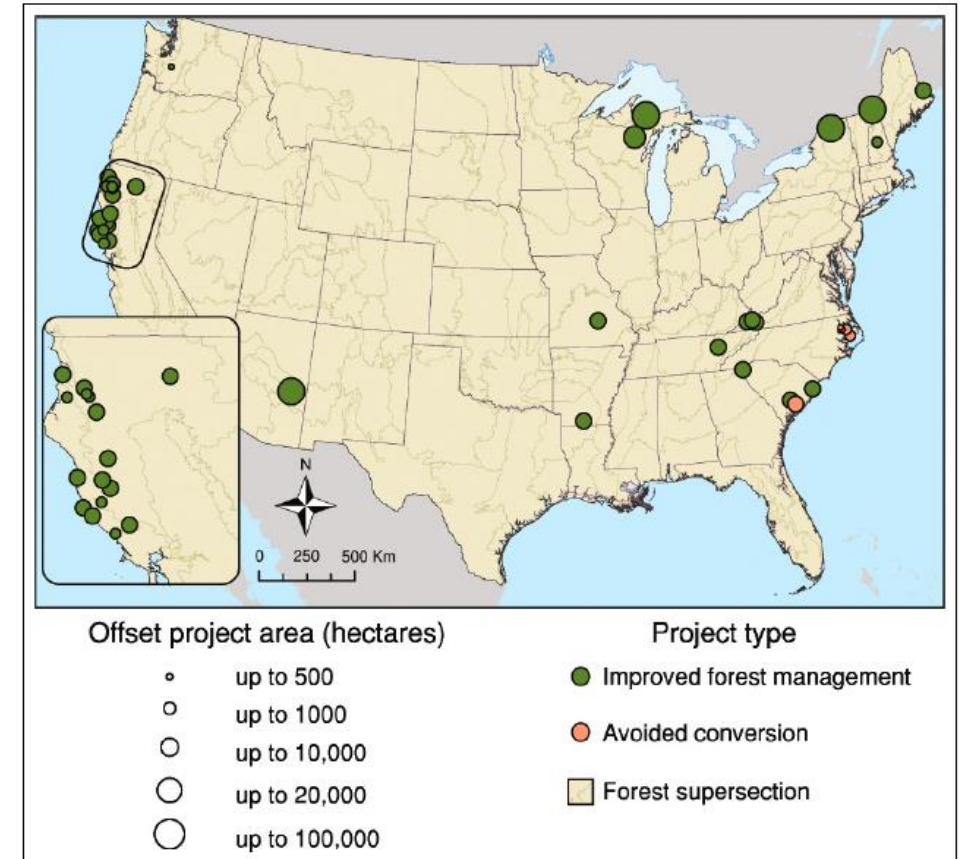 N
0 250 500 Km
Offset project area (hectares)
up to 500
up to 1000
up to 10,000
up to 20,000
up to 100,000
Project type
Improved forest management
Avoided conversion
Forest supersection